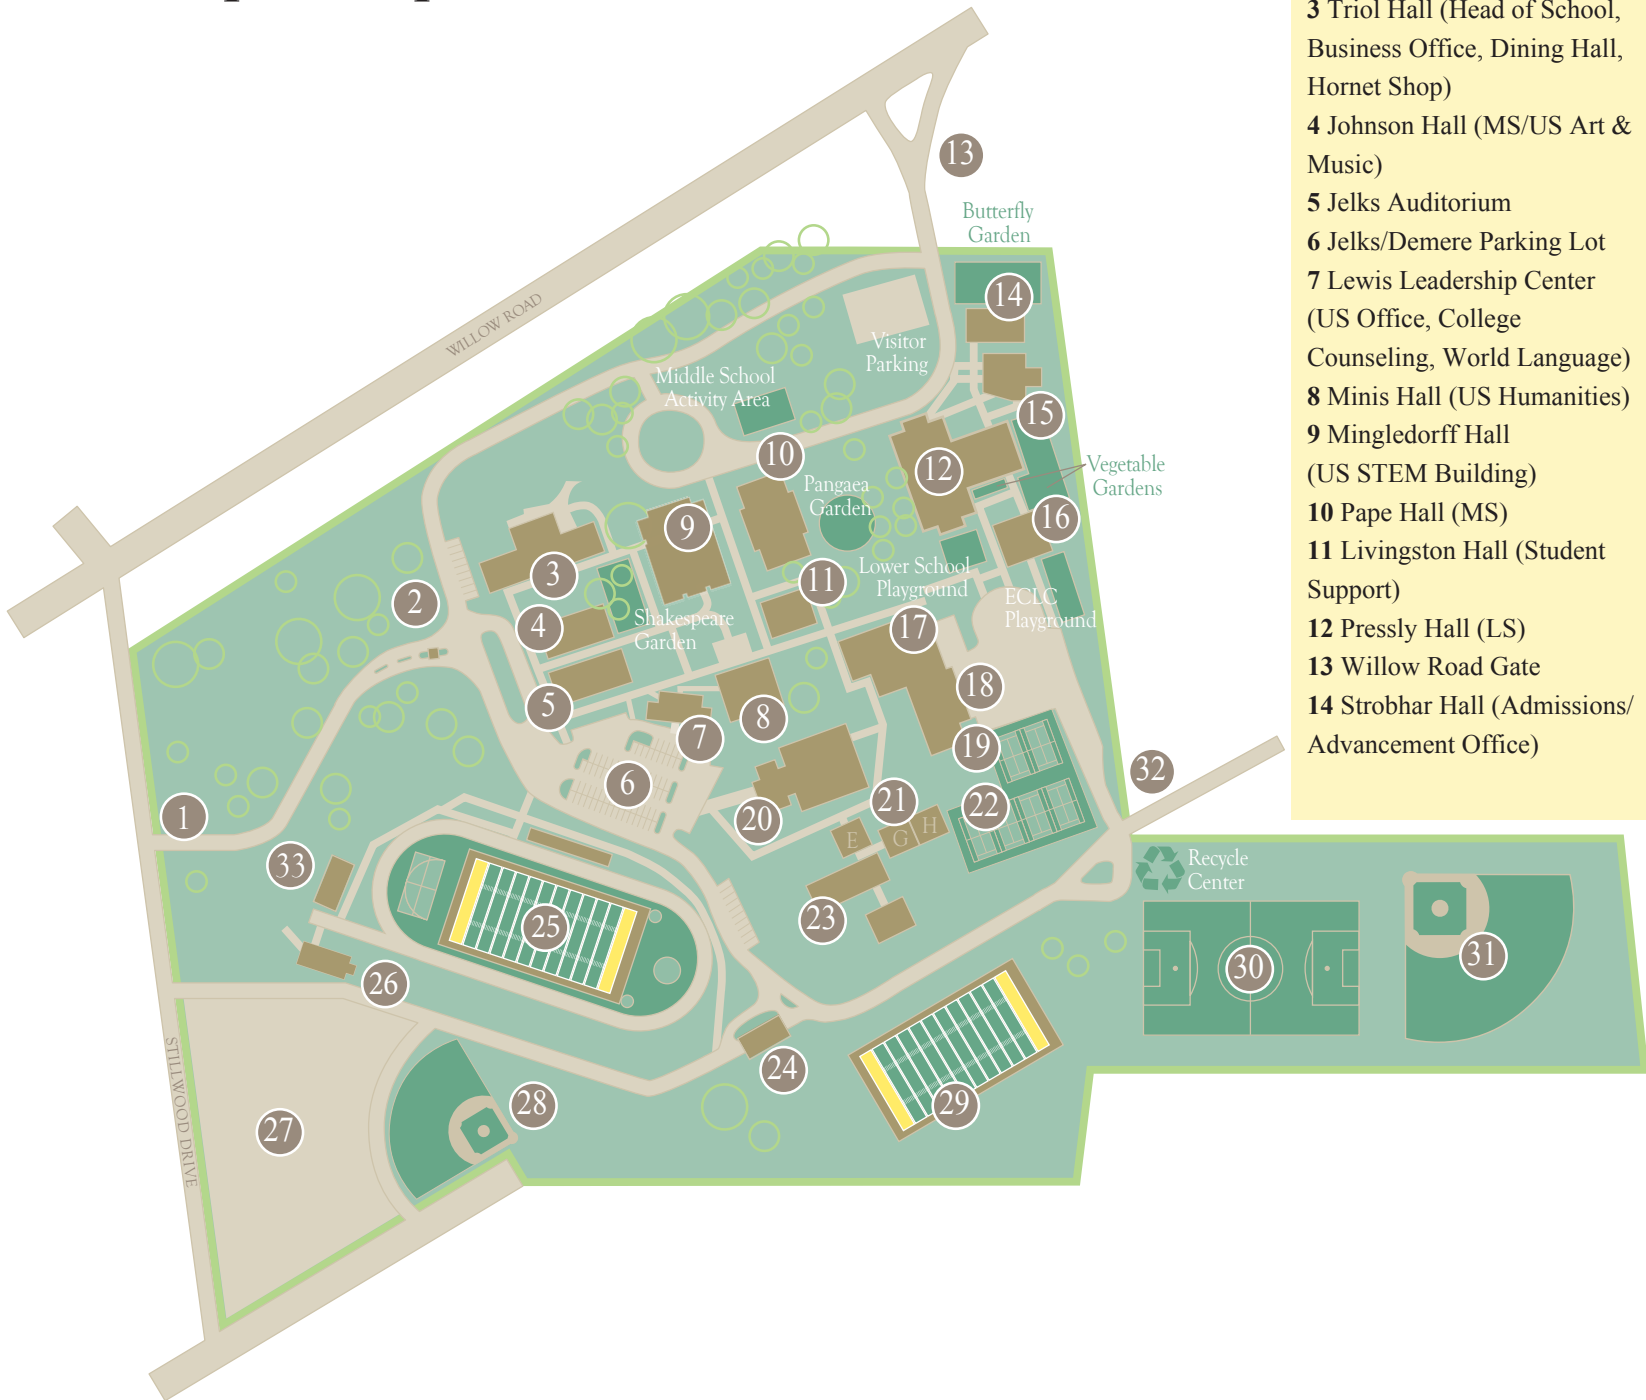 3 Triol Hall (Head of School,
Business Office, Dining Hall,
Hornet Shop)
4 Johnson Hall (MS/US Art &
Music)
5 Jelks Auditorium
6 Jelks/Demere Parking Lot
7 Lewis Leadership Center
(US Office, College
Counseling, World Language)
8 Minis Hall (US Humanities)
9 Mingledorff Hall
(US STEM Building)
10 Pape Hall (MS)
11 Livingston Hall (Student
Support)
12 Pressly Hall (LS)
13 Willow Road Gate
14 Strobhar Hall (Admissions/
Advancement Office)
13
Butterfly
Garden
14
WILLOW ROAD
Visitor
Parking
Middle School
Activity Area
15
10
12
Vegetable
Gardens
Pangaea
Garden
16
9
3
11
Lower School
Playground
2
ECLC
Playground
4
Shakespeare
Garden
17
18
5
8
7
19
32
6
1
20
21
22
E
G
H
33
Recycle
Center
23
25
30
31
26
24
STILLWOOD DRIVE
28
29
27